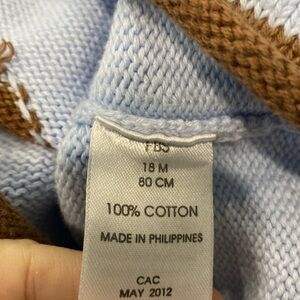 18 M
80 CM
100% COTTON
MADE IN PHILIPPINES
CAC
MAY 2012